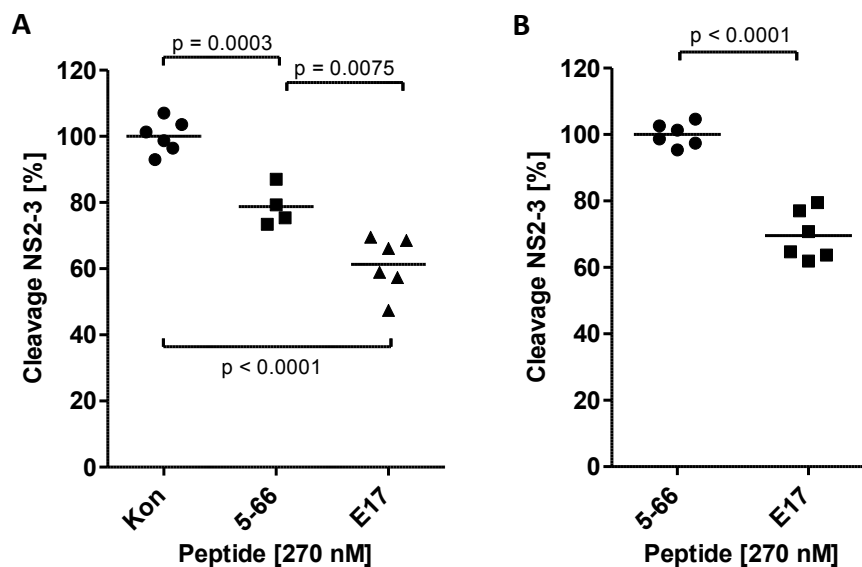 A
p = 0.0003
p = 0.0075
120
100
80
60
40
20
0
Cleavage NS2-3 [%]
p < 0.0001
Kon
5-66
E17
Peptide [270 nM]
B
p < 0.0001
120
100
80
60
40
20
0
Cleavage NS2-3 [%]
5-66
E17
Peptide [270 nM]